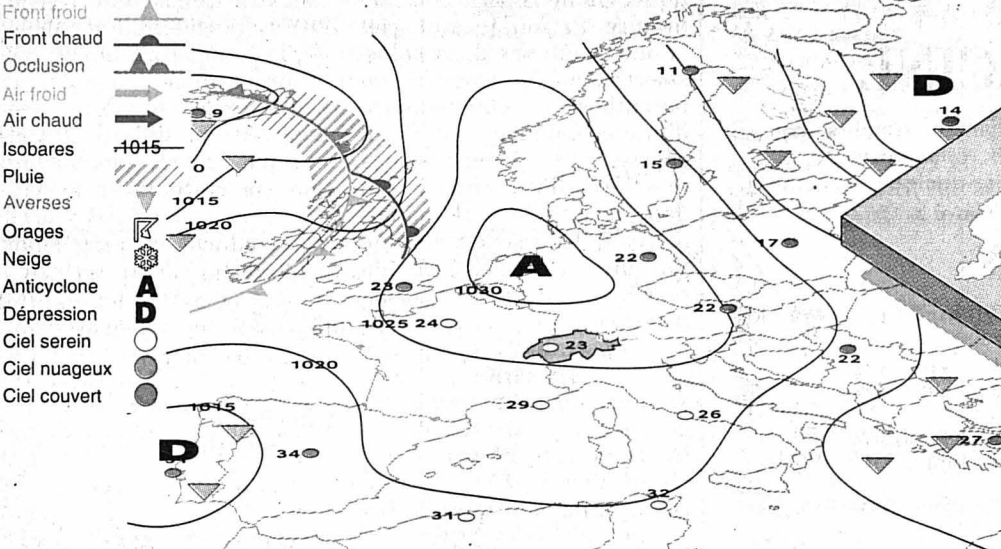 Front froid
Front chaud
Occlusion
Air froid
Air chaud
Isobares 1015
Pluie
Averses
Orages
Neige
Anticyclone A
Dépression D
Ciel serein
Ciel nuageux
Ciel couvert
11
D
14
9
15
0
1015
1020
17
22
A
23
1030
22
1025 24
23
22
1020
1015
29
26
D
34
27
32
31